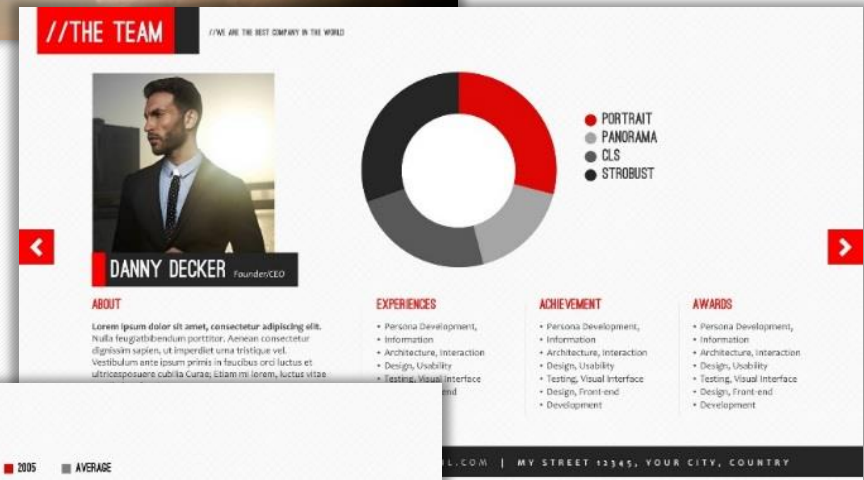 //THE TEAM
//WE ARE THE BEST COMPANY IN THE WORLD
PORTRAIT
PANORAMA
CLS
STROBUST
DANNY DECKER Founder/CEO
ABOUT
Lorem ipsum dolor sit amet, consectetur adipiscing elit.
Nulla feugiatbibendum porttitor. Aenean consectetur
dignissim sapien, ut imperdiet urna tristique vel.
Vestibulum ante ipsum primis in faucibus orci luctus et
ultricesposuere cubilia Curae; Etiam mi lorem, luctus vitae
EXPERIENCES
• Persona Development,
• Information
• Architecture, Interaction
• Design, Usability
• Testing, Visual Interface
end
ACHIEVEMENT
• Persona Development,
• Information
• Architecture, Interaction
• Design, Usability
• Testing, Visual Interface
• Design, Front-end
• Development
AWARDS
• Persona Development,
• Information
• Architecture, Interaction
• Design, Usability
• Testing, Visual Interface
• Design, Front-end
• Development
L.COM | MY STREET 12345, YOUR CITY, COUNTRY
2005 AVERAGE